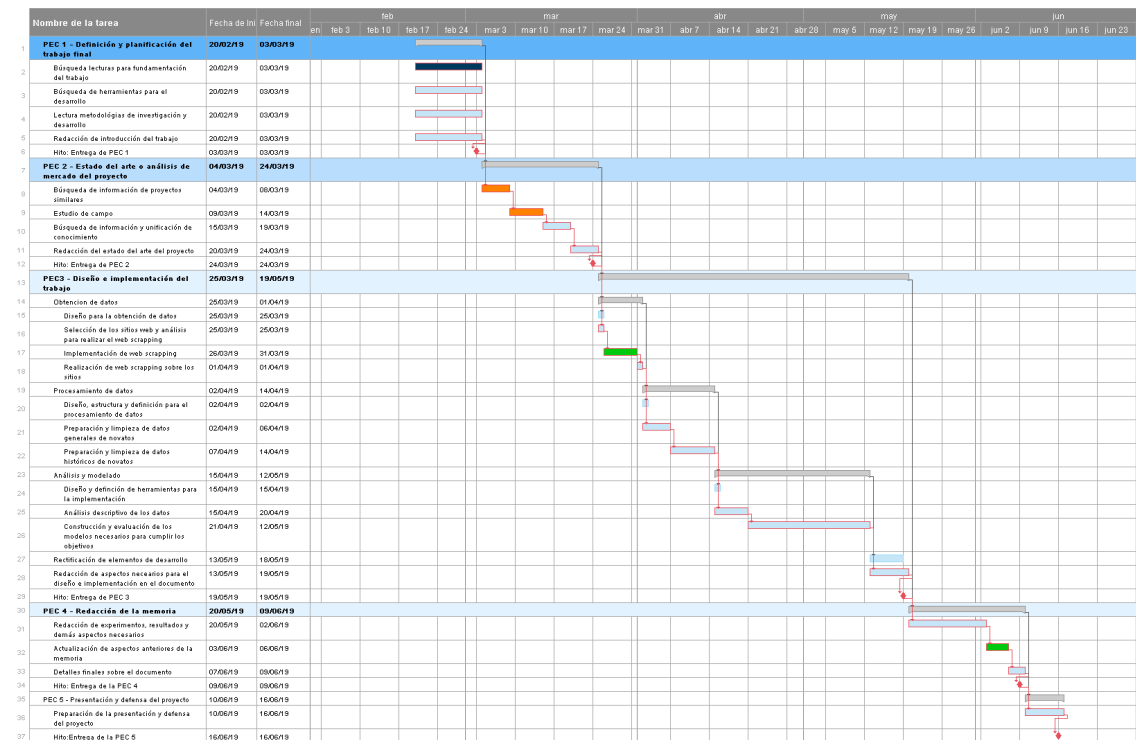 feb mar abr may jun
Nombre de la tarea Fecha de Ini Fecha final
en feb 3 feb 10 feb 17 feb 24 mar 3 mar 10 mar 17 mar 24 mar 31 abr 7 abr 14 abr 21 abr 28 may 5 may 12 may 19 may 26 jun 2 jun 9 jun 16 jun 23
1 PEC 1 - Definición y planificación del 20/02/19 03/03/19
trabajo final
2 Búsqueda lecturas para fundamentación 20/02/19 03/03/19
del trabajo
3 Búsqueda de herramientas para el 20/02/19 03/03/19
desarrollo
4 Lectura metodologías de investigación y 20/02/19 03/03/19
desarrollo
5 Redacción de introducción del trabajo 20/02/19 03/03/19
6 Hito: Entrega de PEC 1 03/03/19 03/03/19
7 PEC 2 - Estado del arte o análisis de 04/03/19 24/03/19
mercado del proyecto
8 Búsqueda de información de proyectos 04/03/19 08/03/19
similares
9 Estudio de campo 09/03/19 14/03/19
10 Búsqueda de información y unificación de 15/03/19 19/03/19
conocimiento
11 Redacción del estado del arte del proyecto 20/03/19 24/03/19
12 Hito: Entrega de PEC 2 24/03/19 24/03/19
13 PEC3 - Diseño e implementación del 25/03/19 19/05/19
trabajo
14 Obtencion de datos 25/03/19 01/04/19
15 Diseño para la obtención de datos 25/03/19 25/03/19
16 Selección de los sitios web y análisis 25/03/19 25/03/19
para realizar el web scrapping
17 Implementación de web scrapping 26/03/19 31/03/19
18 Realización de web scrapping sobre los 01/04/19 01/04/19
sitios
19 Procesamiento de datos 02/04/19 14/04/19
20 Diseño, estructura y definición para el 02/04/19 02/04/19
procesamiento de datos
21 Preparación y limpieza de datos 02/04/19 06/04/19
generales de novatos
22 Preparación y limpieza de datos 07/04/19 14/04/19
históricos de novatos
23 Análisis y modelado 15/04/19 12/05/19
24 Diseño y definción de herramientas para 15/04/19 15/04/19
la implementación
25 Análisis descriptivo de los datos 15/04/19 20/04/19
26 Construcción y evaluación de los 21/04/19 12/05/19
modelos necesarios para cumplir los
objetivos
27 Rectificación de elementos de desarrollo 13/05/19 18/05/19
28 Redacción de aspectos necearios para el 13/05/19 19/05/19
diseño e implementación en el documento
29 Hito: Entrega de PEC 3 19/05/19 19/05/19
30 PEC 4 - Redacción de la memoria 20/05/19 09/06/19
31 Redacción de experimentos, resultados y 20/05/19 02/06/19
demás aspectos necesarios
32 Actualización de aspectos anteriores de la 03/06/19 06/06/19
memoria
33 Detalles finales sobre el documento 07/06/19 09/06/19
34 Hito: Entrega de la PEC 4 09/06/19 09/06/19
35 PEC 5 - Presentación y defensa del proyecto 10/06/19 16/06/19
36 Preparación de la presentación y defensa 10/06/19 16/06/19
del proyecto
37 Hito:Entrega de la PEC 5 16/06/19 16/06/19